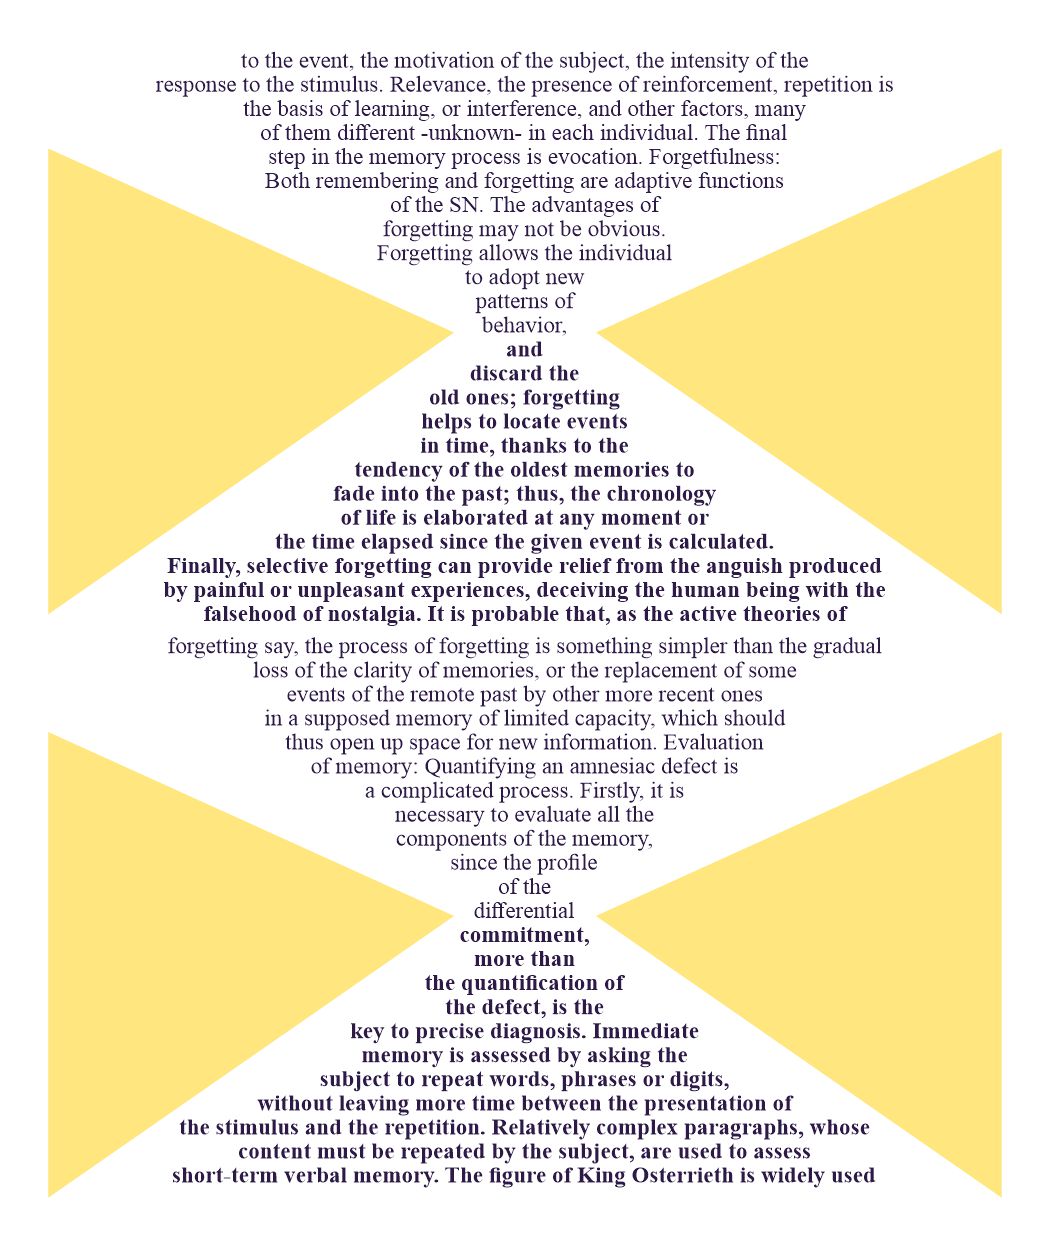 to the event, the motivation of the subject, the intensity of the
response to the stimulus. Relevance, the presence of reinforcement, repetition is
the basis of learning, or interference, and other factors, many
of them different -unknown- in each individual. The final
step in the memory process is evocation. Forgetfulness:
Both remembering and forgetting are adaptive functions
of the SN. The advantages of
forgetting may not be obvious.
Forgetting allows the individual
to adopt new
patterns of
behavior,
and
discard the
old ones; forgetting
helps to locate events
in time, thanks to the
tendency of the oldest memories to
fade into the past; thus, the chronology
of life is elaborated at any moment or
the time elapsed since the given event is calculated.
Finally, selective forgetting can provide relief from the anguish produced
by painful or unpleasant experiences, deceiving the human being with the
falsehood of nostalgia. It is probable that, as the active theories of
forgetting say, the process of forgetting is something simpler than the gradual
loss of the clarity of memories, or the replacement of some
events of the remote past by other more recent ones
in a supposed memory of limited capacity, which should
thus open up space for new information. Evaluation
of memory: Quantifying an amnesiac defect is
a complicated process. Firstly, it is
necessary to evaluate all the
components of the memory,
since the profile
of the
differential
commitment,
more than
the quantification of
the defect, is the
key to precise diagnosis. Immediate
memory is assessed by asking the
subject to repeat words, phrases or digits,
without leaving more time between the presentation of
the stimulus and the repetition. Relatively complex paragraphs, whose
content must be repeated by the subject, are used to assess
short-term verbal memory. The figure of King Osterrieth is widely used